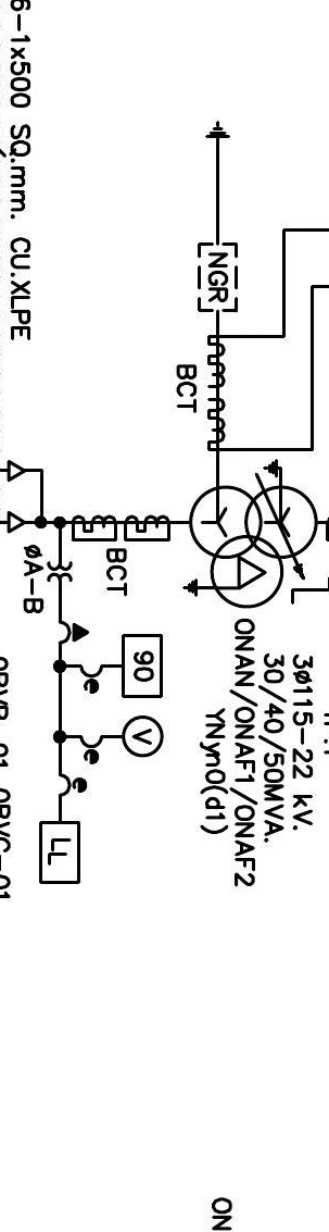 6-1x500 SQ.mm. CU.XLPE
NGR
BCT
3ø115-22 kV.
30/40/50MVA.
ONAN/ONAF1/ONAF2
YNyn0(d1)
BCT
øA-B
90
V
e
e
e
LL
ON